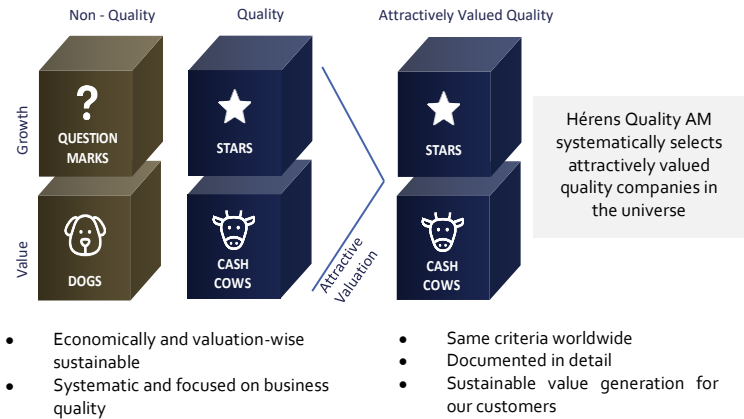 Non - Quality
Quality
Attractively Valued Quality
Growth
?
QUESTION
MARKS
STARS
STARS
Hérens Quality AM
systematically selects
attractively valued
quality companies in
the universe
Value
DOGS
CASH
COWS
Attractive
Valuation
CASH
COWS
• Economically and valuation-wise
sustainable
• Systematic and focused on business
quality
• Same criteria worldwide
• Documented in detail
• Sustainable value generation for
our customers